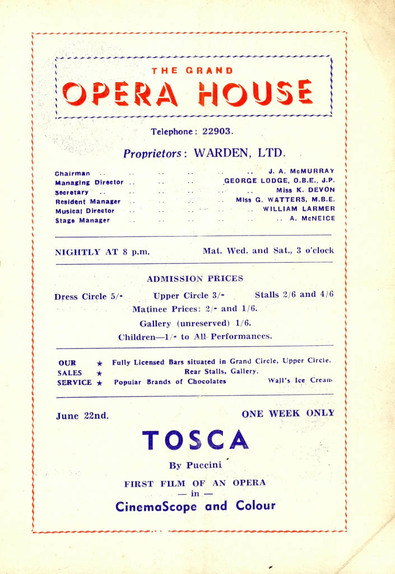 THE GRAND
OPERA HOUSE
Telephone: 22903.
Proprietors: WARDEN, LTD.
Chairman .. .. .. .. .. J. A. McMURRAY
Managing Director .. .. .. .. GEORGE LODGE, O.B.E., J.P.
Secretary .. .. .. .. .. Miss K. DEVON
Resident Manager .. .. .. Miss G. WATTERS, M.B.E.
Musical Director .. .. .. .. WILLIAM LARMER
Stage Manager .. .. .. .. A. McNEICE
NIGHTLY AT 8 p.m. Mat. Wed. and Sat., 3 o'clock
ADMISSION PRICES
Dress Circle 5/- Upper Circle 3/- Stalls 2/6 and 4/6
Matinee Prices: 2/- and 1/6.
Gallery (unreserved) 1/6.
Children—1/- to All Performances.
OUR ★ Fully Licensed Bars situated in Grand Circle, Upper Circle,
SALES ★ Rear Stalls, Gallery.
SERVICE ★ Popular Brands of Chocolates Wall's Ice Cream
June 22nd. ONE WEEK ONLY
TOSCA
By Puccini
FIRST FILM OF AN OPERA
— in —
CinemaScope and Colour